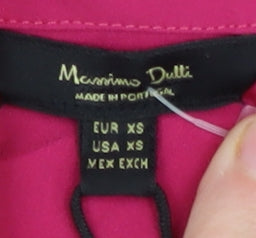 Massimo Dutti
MADE IN PORTUGAL
EUR XS
USA XS
MEX EXCH